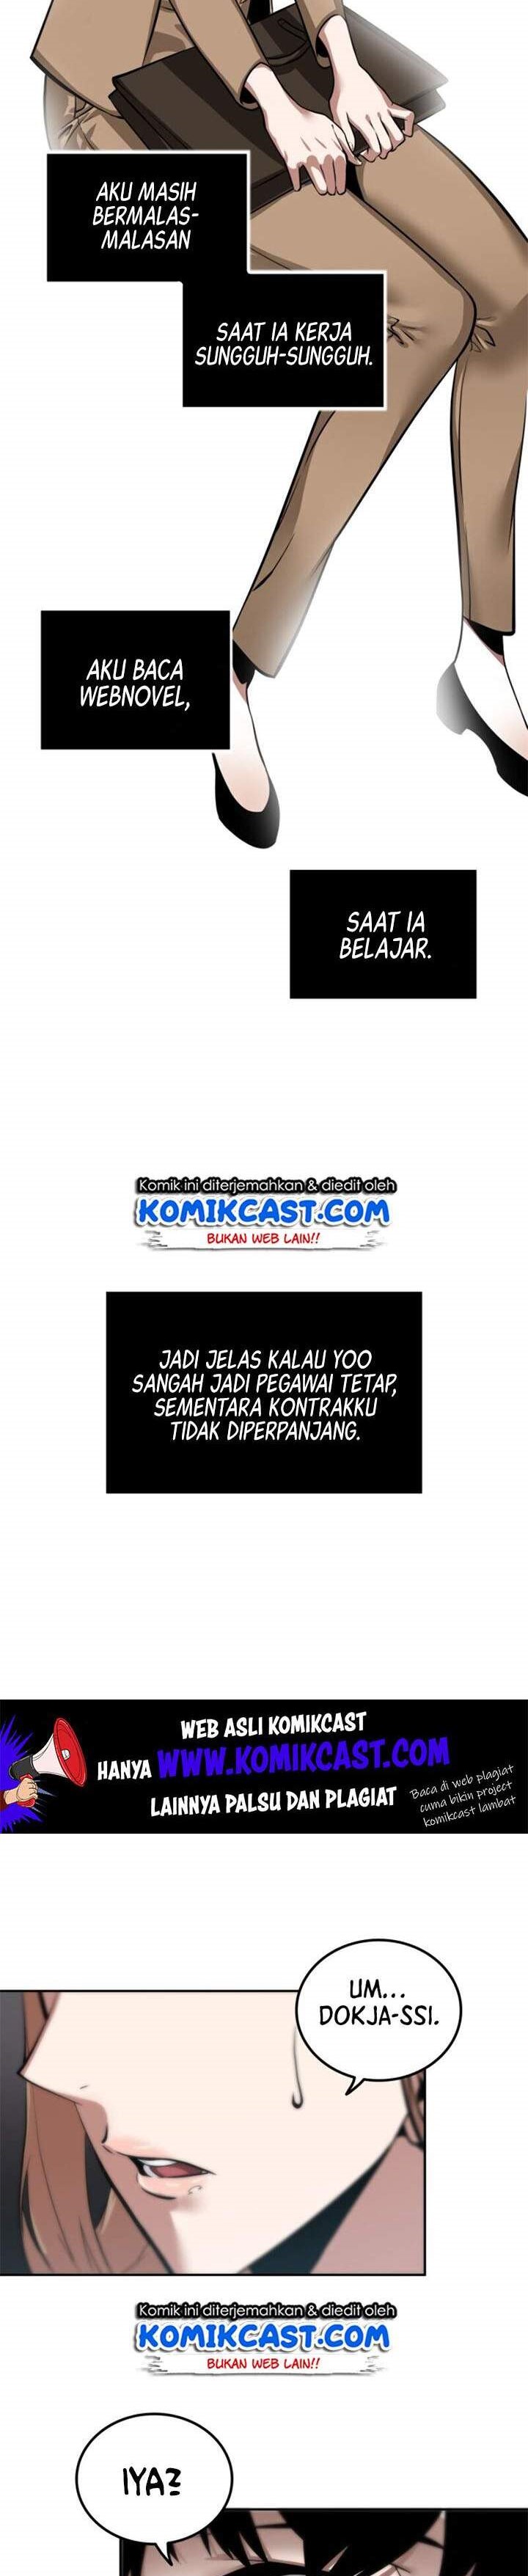 AKU MASIH
BERMALAS-
MALASAN
SAAT IA KERJA
SUNGGUH-SUNGGUH.
AKU BACA
WEBNOVEL,
SAAT IA
BELAJAR.
Komik ini diterjemahkan & diedit oleh
KOMIKCAST.COM
BUKAN WEB LAIN!!
JADI JELAS KALAU YOO
SANGAH JADI PEGAWAI TETAP,
SEMENTARA KONTRAKKU
TIDAK DIPERPANJANG.
WEB ASLI KOMIKCAST
HANYA WWW.KOMIKCAST.COM
LAINNYA PALSU DAN PLAGIAT
Baca di web plagiat
cuma bikin project
komikcast lambat
UM...
DOKJA-SSI.
Komik ini diterjemahkan & diedit oleh
KOMIKCAST.COM
BUKAN WEB LAIN!!
IYA?